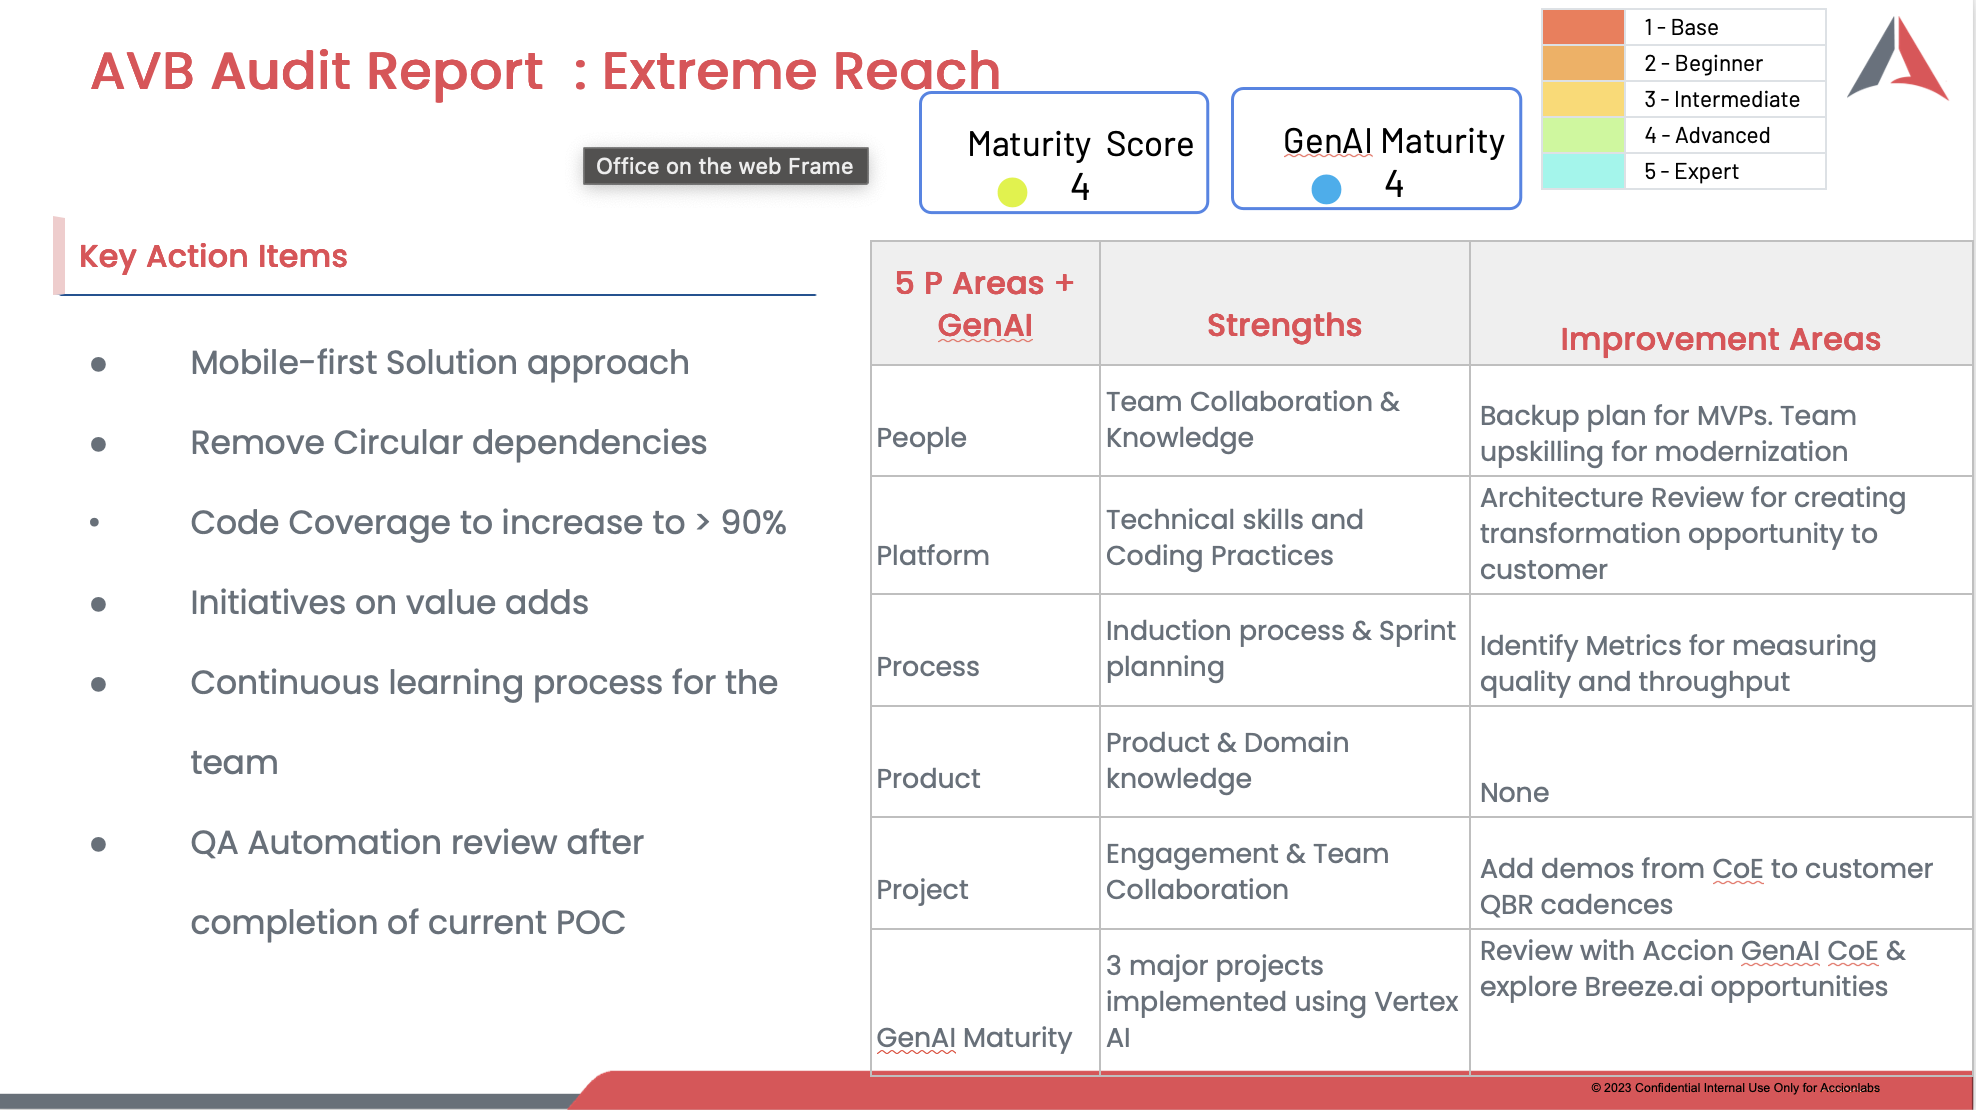 AVB Audit Report : Extreme Reach
Office on the web Frame
Maturity Score
4
GenAI Maturity
4
1 - Base
2 - Beginner
3 - Intermediate
4 - Advanced
5 - Expert
Key Action Items
● Mobile-first Solution approach
● Remove Circular dependencies
• Code Coverage to increase to > 90%
● Initiatives on value adds
● Continuous learning process for the
team
● QA Automation review after
completion of current POC
5 P Areas +
GenAI
Strengths
Improvement Areas
People
Team Collaboration &
Knowledge
Backup plan for MVPs. Team
upskilling for modernization
Platform
Technical skills and
Coding Practices
Architecture Review for creating
transformation opportunity to
customer
Process
Induction process & Sprint
planning
Identify Metrics for measuring
quality and throughput
Product
Product & Domain
knowledge
None
Project
Engagement & Team
Collaboration
Add demos from CoE to customer
QBR cadences
GenAI Maturity
3 major projects
implemented using Vertex
AI
Review with Accion GenAI CoE &
explore Breeze.ai opportunities
© 2023 Confidential Internal Use Only for Accionlabs